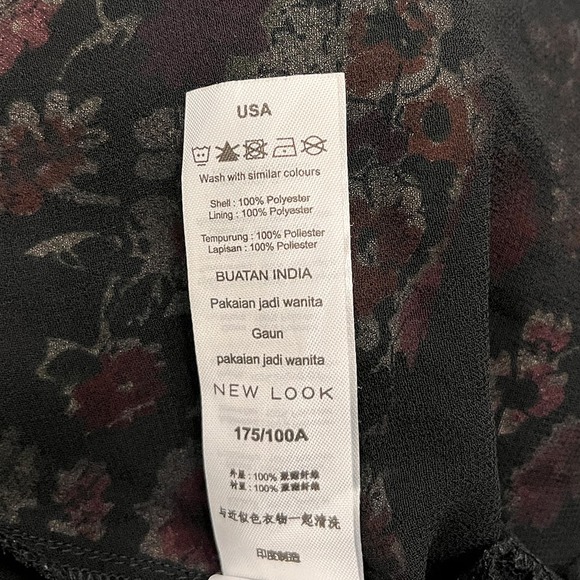 USA
Wash with similar colours
Shell : 100% Polyester
Lining : 100% Polyester
Tempurung : 100% Poliester
Lapisan : 100% Poliester
BUATAN INDIA
Pakaian jadi wanita
Gaun
pakaian jadi wanita
NEW LOOK
175/100A
外层 : 100% 聚酯纤维
衬里 : 100% 聚酯纤维
与近似色衣物一起清洗
印度制造